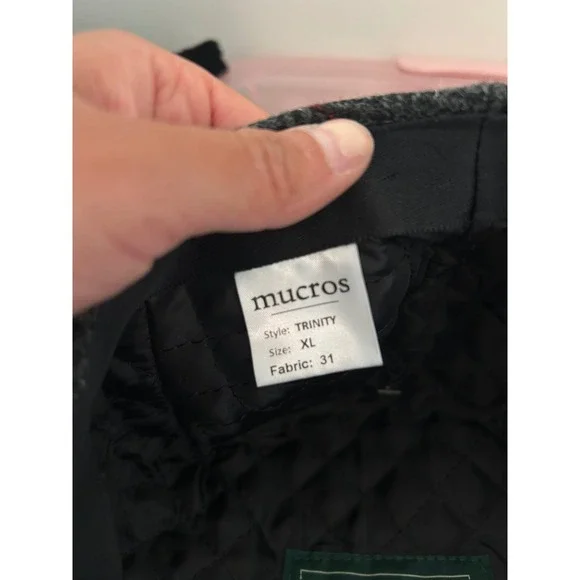 mucros
Style: TRINITY
Size: XL
Fabric: 31